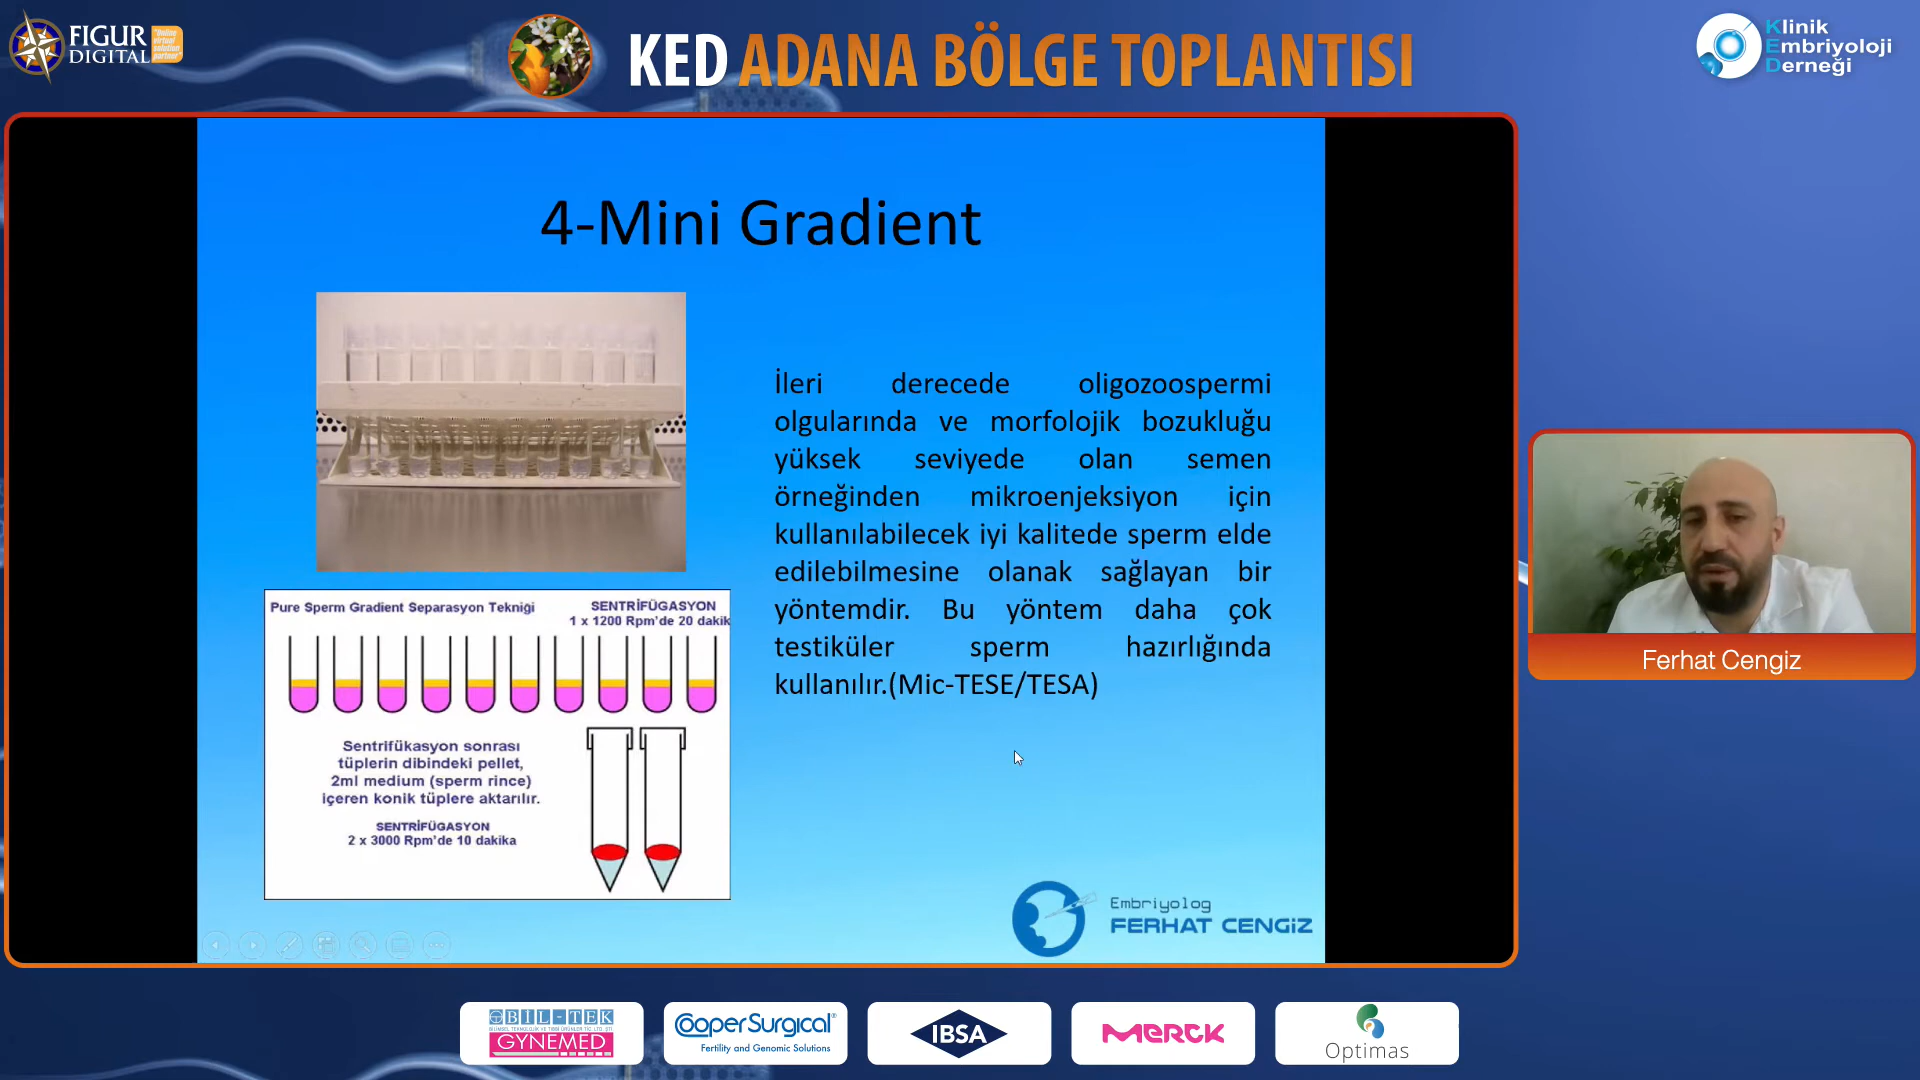 FIGUR
DIGITAL
"Online
virtual
solution
partner"
KED ADANA BÖLGE TOPLANTISI
Klinik
Embriyoloji
Derneği
4-Mini Gradient
İleri derecede oligozoospermi
olgularında ve morfolojik bozukluğu
yüksek seviyede olan semen
örneğinden mikroenjeksiyon için
kullanılabilecek iyi kalitede sperm elde
edilebilmesine olanak sağlayan bir
yöntemdir. Bu yöntem daha çok
testiküler sperm hazırlığında
kullanılır.(Mic-TESE/TESA)
Pure Sperm Gradient Separasyon Tekniği
SENTRİFÜGASYON
1 x 1200 Rpm'de 20 dakik
Sentrifükasyon sonrası
tüplerin dibindeki pellet,
2ml medium (sperm rince)
içeren konik tüplere aktarılır.
SENTRİFÜGASYON
2 x 3000 Rpm'de 10 dakika
Embriyolog
FERHAT CENGİZ
Ferhat Cengiz
BIL-TEK
GYNEMED
CooperSurgical
Fertility and Genomic Solutions
IBSA
MERCK
Optimas